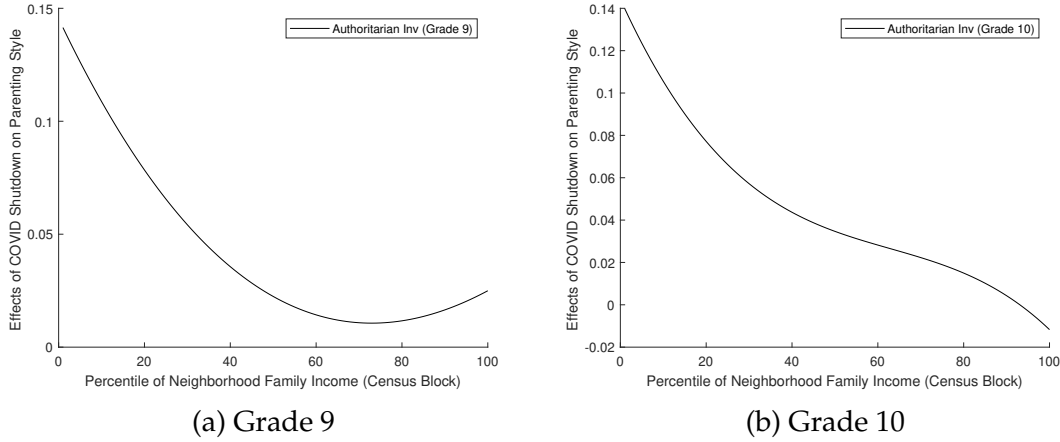 Effects of COVID Shutdown on Parenting Style
0.15
0.1
0.05
0
Authoritarian Inv (Grade 9)
0 20 40 60 80 100
Percentile of Neighborhood Family Income (Census Block)
(a) Grade 9
Effects of COVID Shutdown on Parenting Style
0.14
0.12
0.1
0.08
0.06
0.04
0.02
0
-0.02
Authoritarian Inv (Grade 10)
0 20 40 60 80 100
Percentile of Neighborhood Family Income (Census Block)
(b) Grade 10